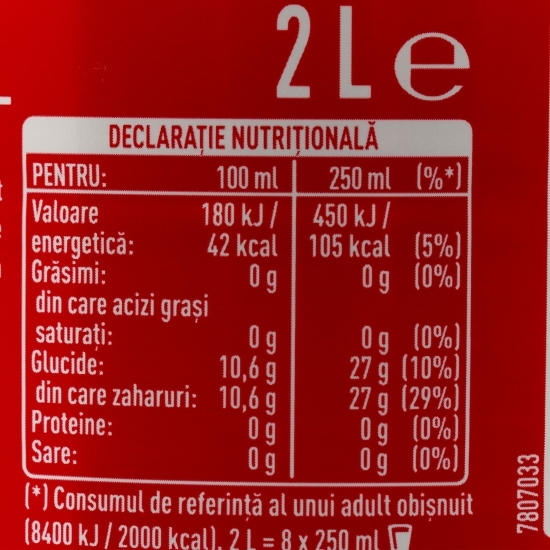 2 L e
DECLARAȚIE NUTRIȚIONALĂ
PENTRU: 100 ml 250 ml (%*)
Valoare 180 kJ / 450 kJ /
energetică: 42 kcal 105 kcal (5%)
Grăsimi: 0 g 0 g (0%)
din care acizi grași
saturați: 0 g 0 g (0%)
Glucide: 10,6 g 27 g (10%)
din care zaharuri: 10,6 g 27 g (29%)
Proteine: 0 g 0 g (0%)
Sare: 0 g 0 g (0%)
(*) Consumul de referință al unui adult obișnuit
(8400 kJ / 2000 kcal). 2 L = 8 x 250 ml
7807033